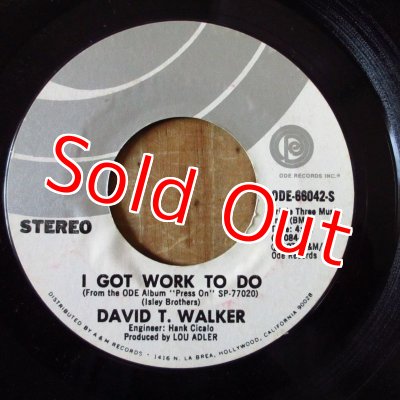 ODE RECORDS INC.®
ODE-66042-S
Sold Out
STEREO
Ode Records
I GOT WORK TO DO
(From the ODE Album "Press On" SP-77020)
(Isley Brothers)
DAVID T. WALKER
Engineer: Hank Cicalo
Produced by LOU ADLER
DISTRIBUTED BY A & M RECORDS • 1416 N. LA BREA, HOLLYWOOD, CALIFORNIA 90028